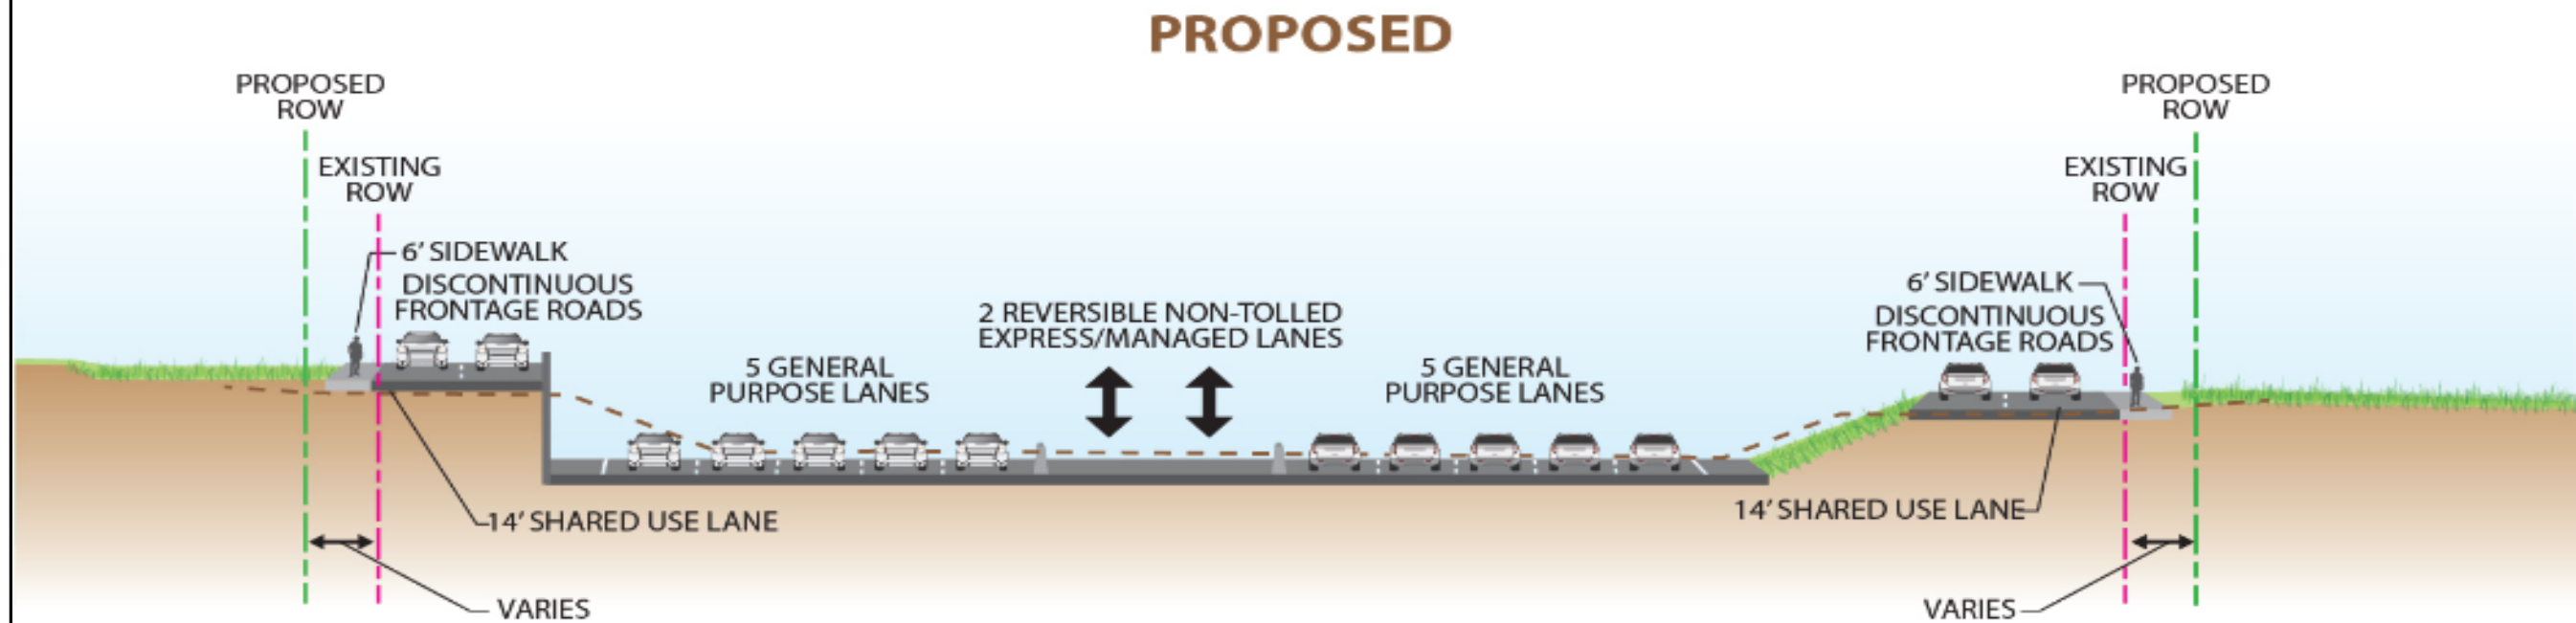 PROPOSED
PROPOSED
ROW
EXISTING
ROW
6' SIDEWALK
DISCONTINUOUS
FRONTAGE ROADS
5 GENERAL
PURPOSE LANES
2 REVERSIBLE NON-TOLLED
EXPRESS/MANAGED LANES
5 GENERAL
PURPOSE LANES
PROPOSED
ROW
EXISTING
ROW
6' SIDEWALK
DISCONTINUOUS
FRONTAGE ROADS
14' SHARED USE LANE
14' SHARED USE LANE
VARIES
VARIES